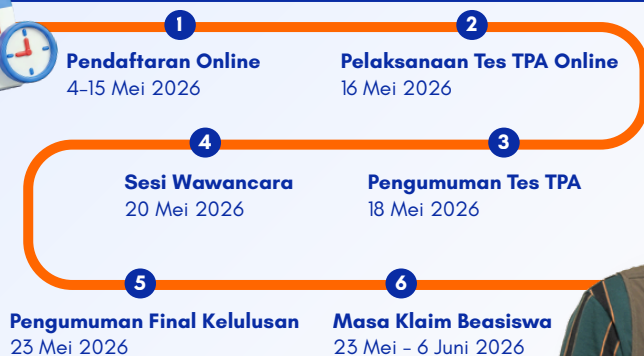 1
Pendaftaran Online
4-15 Mei 2026
2
Pelaksanaan Tes TPA Online
16 Mei 2026
3
Pengumuman Tes TPA
18 Mei 2026
4
Sesi Wawancara
20 Mei 2026
5
Pengumuman Final Kelulusan
23 Mei 2026
6
Masa Klaim Beasiswa
23 Mei - 6 Juni 2026